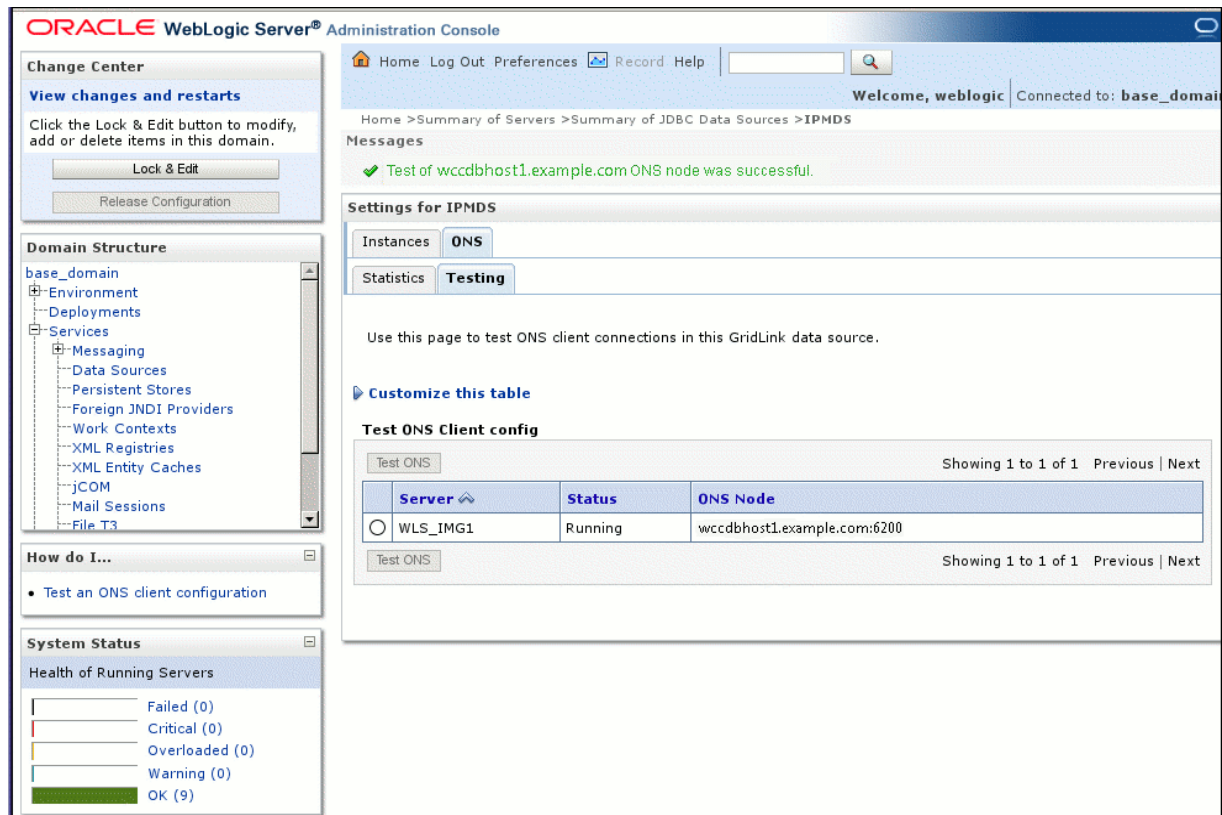 ORACLE WebLogic Server® Administration Console
Change Center
View changes and restarts
Click the Lock & Edit button to modify,
add or delete items in this domain.
Lock & Edit
Release Configuration
Domain Structure
base_domain
Environment
Deployments
Services
Messaging
Data Sources
Persistent Stores
Foreign JNDI Providers
Work Contexts
XML Registries
XML Entity Caches
jCOM
Mail Sessions
File T3
How do I...
Test an ONS client configuration
System Status
Health of Running Servers
Failed (0)
Critical (0)
Overloaded (0)
Warning (0)
OK (9)
Home Log Out Preferences Record Help
Welcome, weblogic Connected to: base_domai
Home >Summary of Servers >Summary of JDBC Data Sources >IPMDS
Messages
Test of wccdbhost1.example.com ONS node was successful.
Settings for IPMDS
Instances ONS
Statistics Testing
Use this page to test ONS client connections in this GridLink data source.
Customize this table
Test ONS Client config
Test ONS Showing 1 to 1 of 1 Previous | Next
Server Status ONS Node
WLS_IMG1 Running wccdbhost1.example.com:6200
Test ONS Showing 1 to 1 of 1 Previous | Next